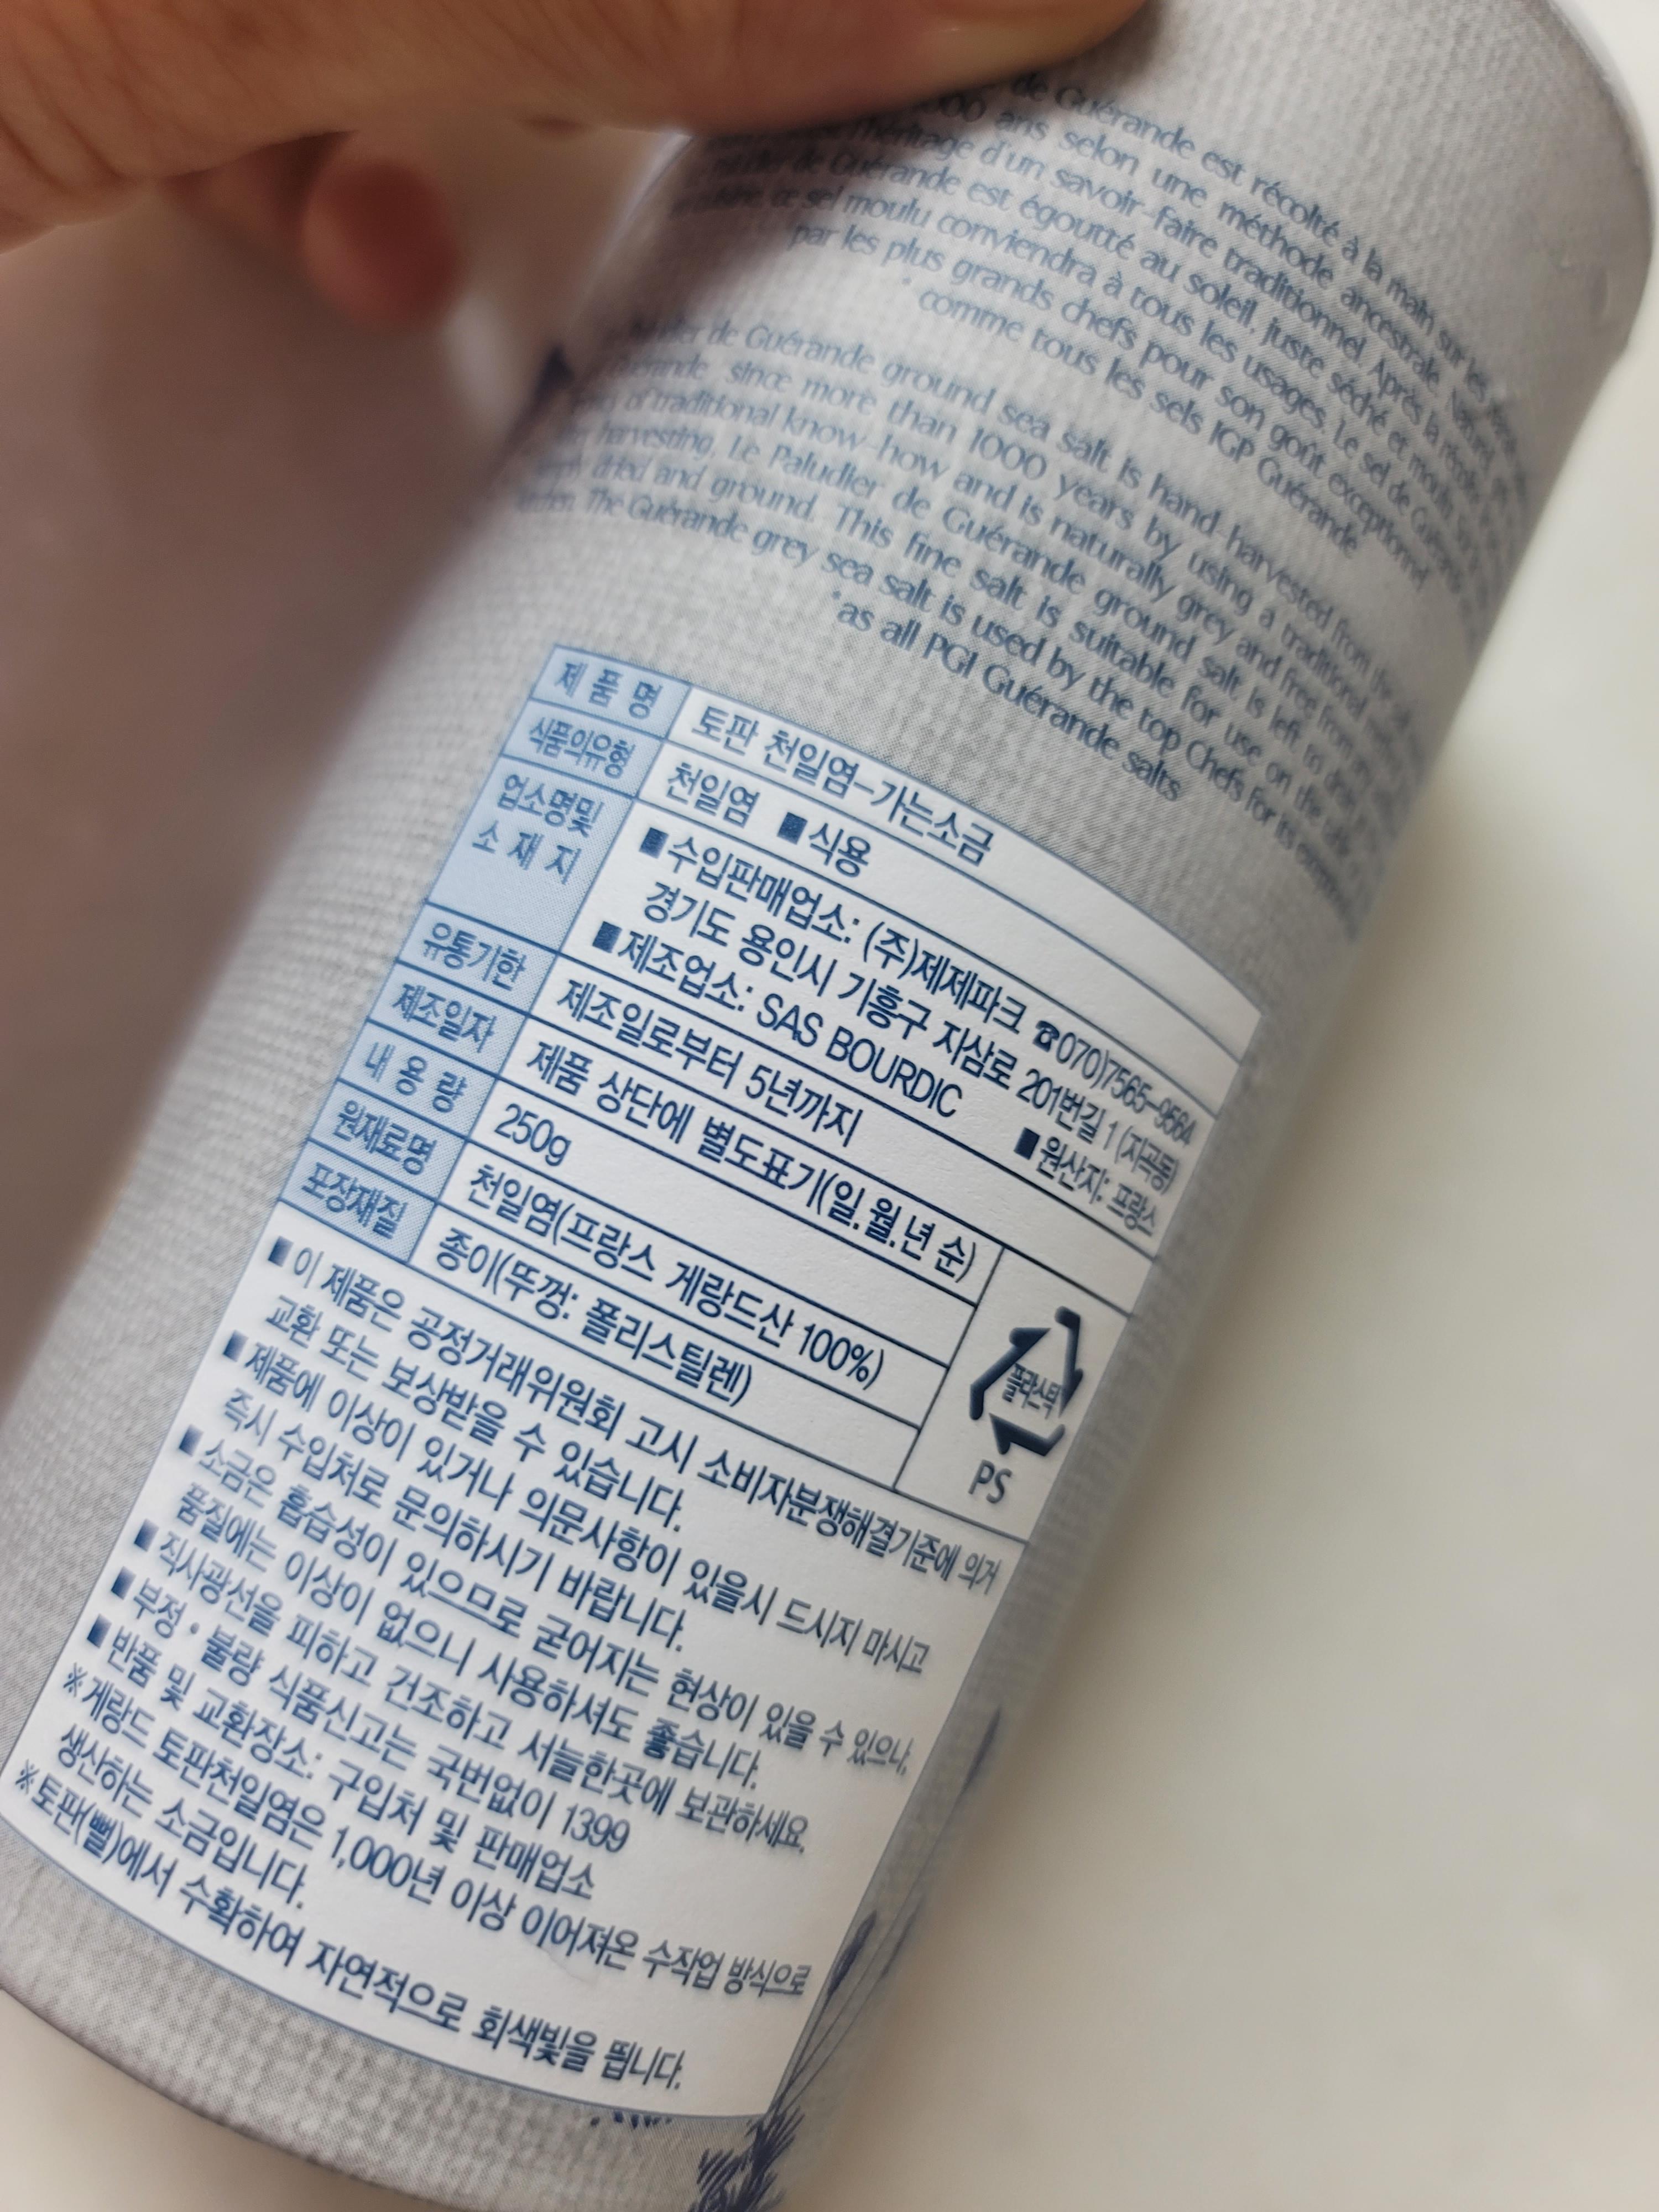 de Guérande est récolté à la main sur les
000 ans selon une méthode ancestrale. Naturel
héritage d'un savoir-faire traditionnel. Après la récolte
de Guérande est égoutté au soleil, juste séché et moulu.
ce sel moulu conviendra à tous les usages. Le sel de
par les plus grands chefs pour son goût exceptionnel
*comme tous les sels IGP Guérande
de Guérande ground sea salt is hand harvested from the
since more than 1000 years by using a traditional
of traditional know-how and is naturally grey and free from any
harvesting, Le Paludier de Guérande ground salt is left to drain
dried and ground. This fine salt is suitable for use on the
The Guérande grey sea salt is used by the top Chefs for its
*as all PGI Guérande salts
제 품 명 토판 천일염-가는소금
식품의유형 천일염 ■식용
업소명및 소 재 지 ■수입판매업소: (주)제제파크 ☎070)7565-9564
경기도 용인시 기흥구 지삼로 201번길 1 (지곡동)
■제조업소: SAS BOURDIC ■원산지: 프랑스
유통기한 제조일로부터 5년까지
제조일자 제품 상단에 별도표기(일.월.년 순)
내 용 량 250g
원재료명 천일염(프랑스 게랑드산 100%)
포장재질 종이(뚜껑: 폴리스틸렌)
플라스틱
PS
■이 제품은 공정거래위원회 고시 소비자분쟁해결기준에 의거
교환 또는 보상받을 수 있습니다.
■제품에 이상이 있거나 의문사항이 있을시 드시지 마시고
즉시 수입처로 문의하시기 바랍니다.
■소금은 흡습성이 있으므로 굳어지는 현상이 있을 수 있으나,
품질에는 이상이 없으니 사용하셔도 좋습니다.
■직사광선을 피하고 건조하고 서늘한곳에 보관하세요.
■부정·불량 식품신고는 국번없이 1399
■반품 및 교환장소: 구입처 및 판매업소
※게랑드 토판천일염은 1,000년 이상 이어져온 수작업 방식으로
생산하는 소금입니다.
※토판(뻘)에서 수확하여 자연적으로 회색빛을 띕니다.